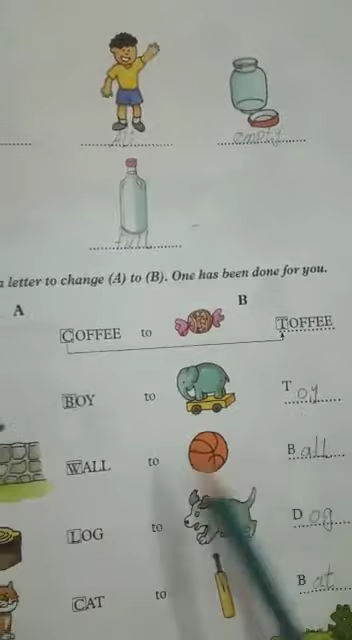 empty
full
a letter to change (A) to (B). One has been done for you.
A B
COFFEE to TOFFEE
BOY to Toy
WALL to Ball
LOG to Dog
CAT to Bat